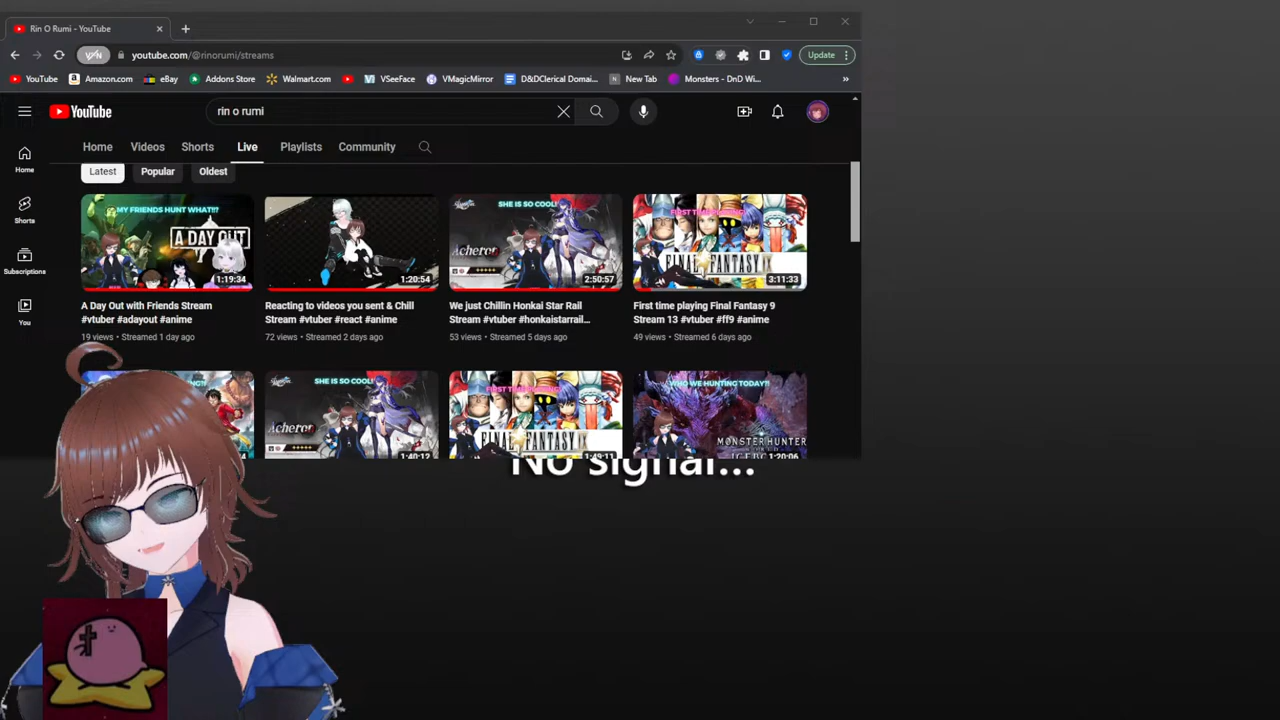 Rin O Rumi - YouTube
youtube.com/@rinorumi/streams
Update
YouTube
Amazon.com
eBay
Addons Store
Walmart.com
VSeeFace
VMagicMirror
D&DClerical Domai...
New Tab
Monsters - DnD Wi...
»
YouTube
rin o rumi
Home
Videos
Shorts
Live
Playlists
Community
Home
Shorts
Subscriptions
You
Latest
Popular
Oldest
MY FRIENDS HUNT WHAT!!?
A DAY OUT
1:19:34
1:20:54
SHE IS SO COOL!
Acheron
2:50:57
FIRST TIME PLAYING!
FINAL FANTASY IX
3:11:33
A Day Out with Friends Stream
#vtuber #adayout #anime
19 views • Streamed 1 day ago
Reacting to videos you sent & Chill
Stream #vtuber #react #anime
72 views • Streamed 2 days ago
We just Chillin Honkai Star Rail
Stream #vtuber #honkaistarrail...
53 views • Streamed 5 days ago
First time playing Final Fantasy 9
Stream 13 #vtuber #ff9 #anime
49 views • Streamed 6 days ago
SHE IS SO COOL!
Acheron
1:40:12
FIRST TIME PLAYING!
FINAL FANTASY IX
1:49:11
WHO WE HUNTING TODAY?!
MONSTER HUNTER
1:20:06
No signal...